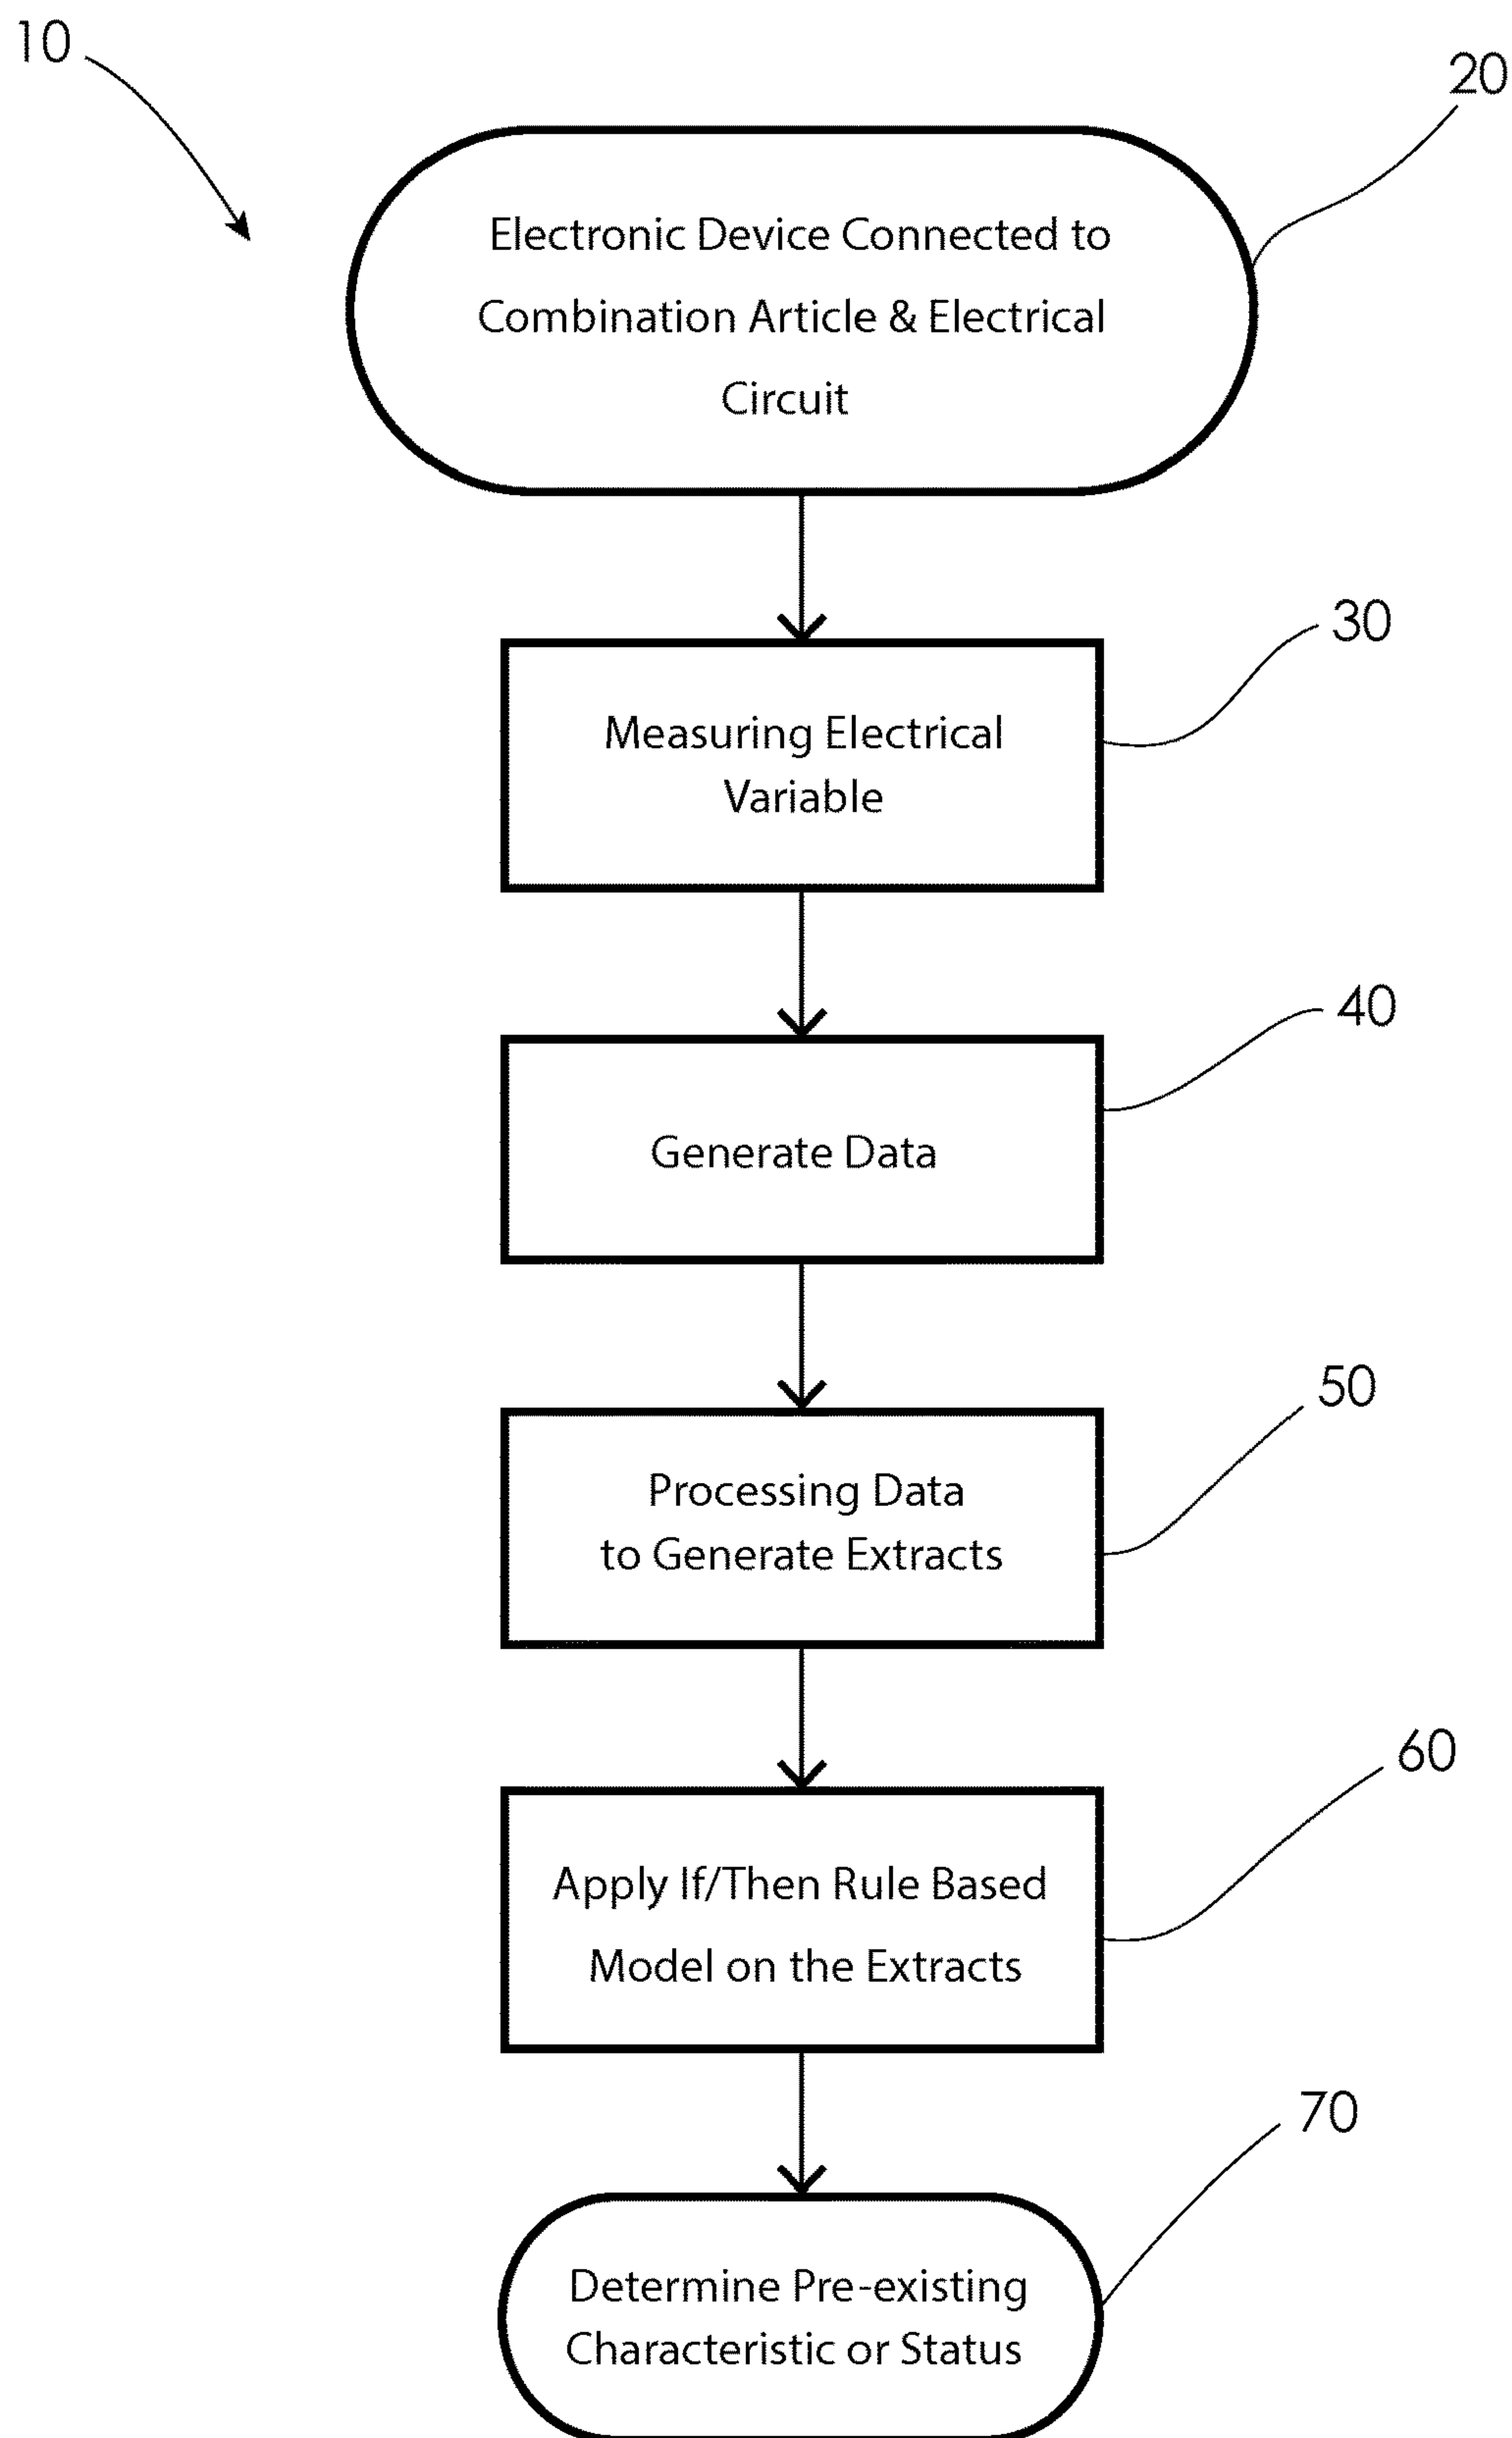 10
20
Electronic Device Connected to
Combination Article & Electrical
Circuit
30
Measuring Electrical
Variable
40
Generate Data
50
Processing Data
to Generate Extracts
60
Apply If/Then Rule Based
Model on the Extracts
70
Determine Pre-existing
Characteristic or Status